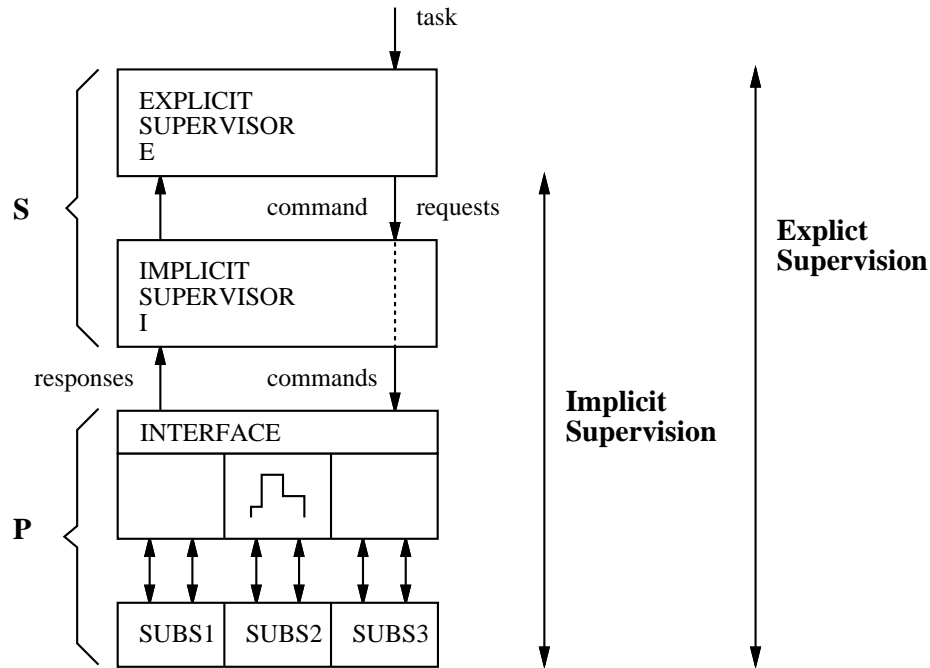 task
EXPLICIT
SUPERVISOR
E
S
command requests
Explict
Supervision
IMPLICIT
SUPERVISOR
I
responses commands
Implicit
Supervision
INTERFACE
P
SUBS1 SUBS2 SUBS3